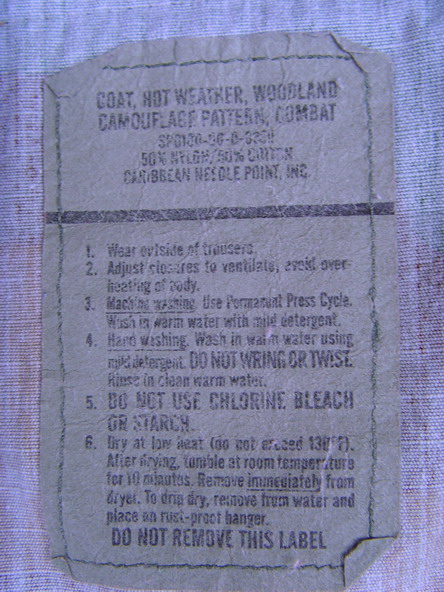 COAT, HOT WEATHER, WOODLAND
CAMOUFLAGE PATTERN, COMBAT
50% NYLON/50% COTTON
CARIBBEAN NEEDLE POINT, INC.
1. Wear outside of trousers.
2. Adjust closures to ventilate, avoid over-
heating of body.
3. Machine washing. Use Permanent Press Cycle.
Wash in warm water with mild detergent.
4. Hand washing. Wash in warm water using
mild detergent. DO NOT WRING OR TWIST.
Rinse in clean warm water.
5. DO NOT USE CHLORINE BLEACH
OR STARCH.
6. Dry at low heat (do not exceed 130°F).
After drying, tumble at room temperature
for 10 minutes. Remove immediately from
dryer. To drip dry, remove from water and
place on rust-proof hanger.
DO NOT REMOVE THIS LABEL